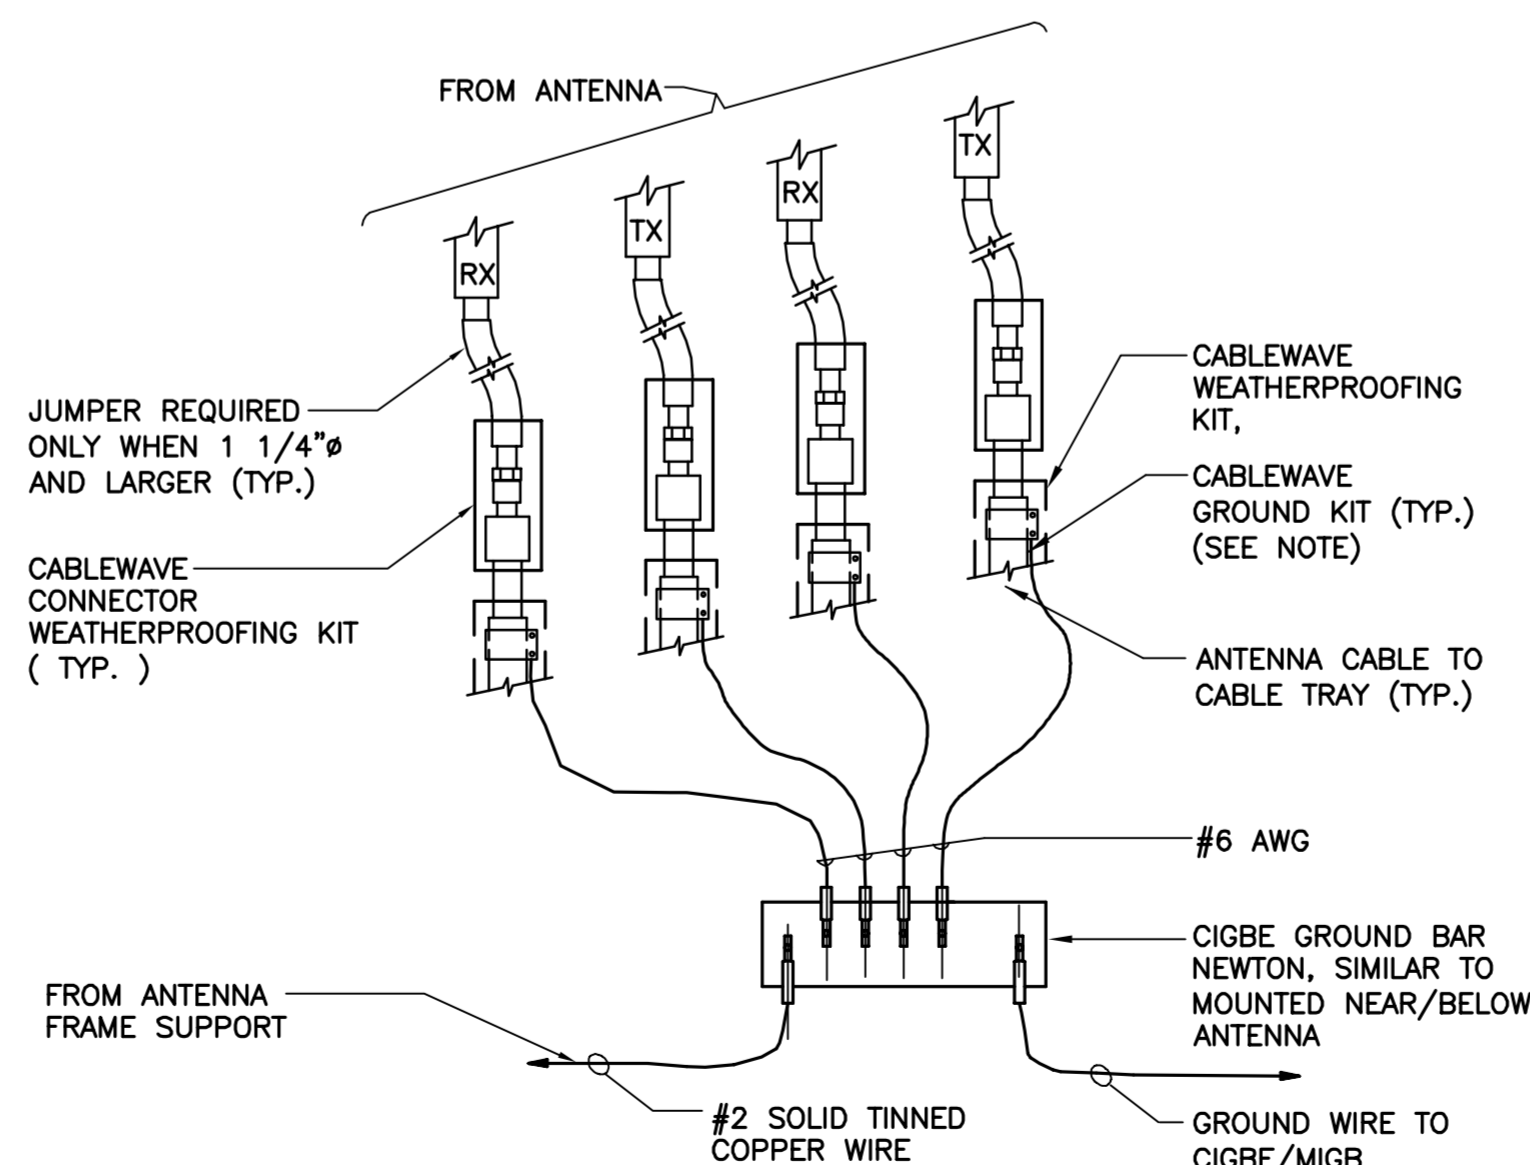 FROM ANTENNA
TX
RX
TX
RX
JUMPER REQUIRED
ONLY WHEN 1 1/4"ø
AND LARGER (TYP.)
CABLEWAVE
CONNECTOR
WEATHERPROOFING KIT
( TYP. )
CABLEWAVE
WEATHERPROOFING
KIT,
CABLEWAVE
GROUND KIT (TYP.)
(SEE NOTE)
ANTENNA CABLE TO
CABLE TRAY (TYP.)
#6 AWG
CIGBE GROUND BAR
NEWTON, SIMILAR TO
MOUNTED NEAR/BELOW
ANTENNA
FROM ANTENNA
FRAME SUPPORT
#2 SOLID TINNED
COPPER WIRE
GROUND WIRE TO
CIGBE/MIGB